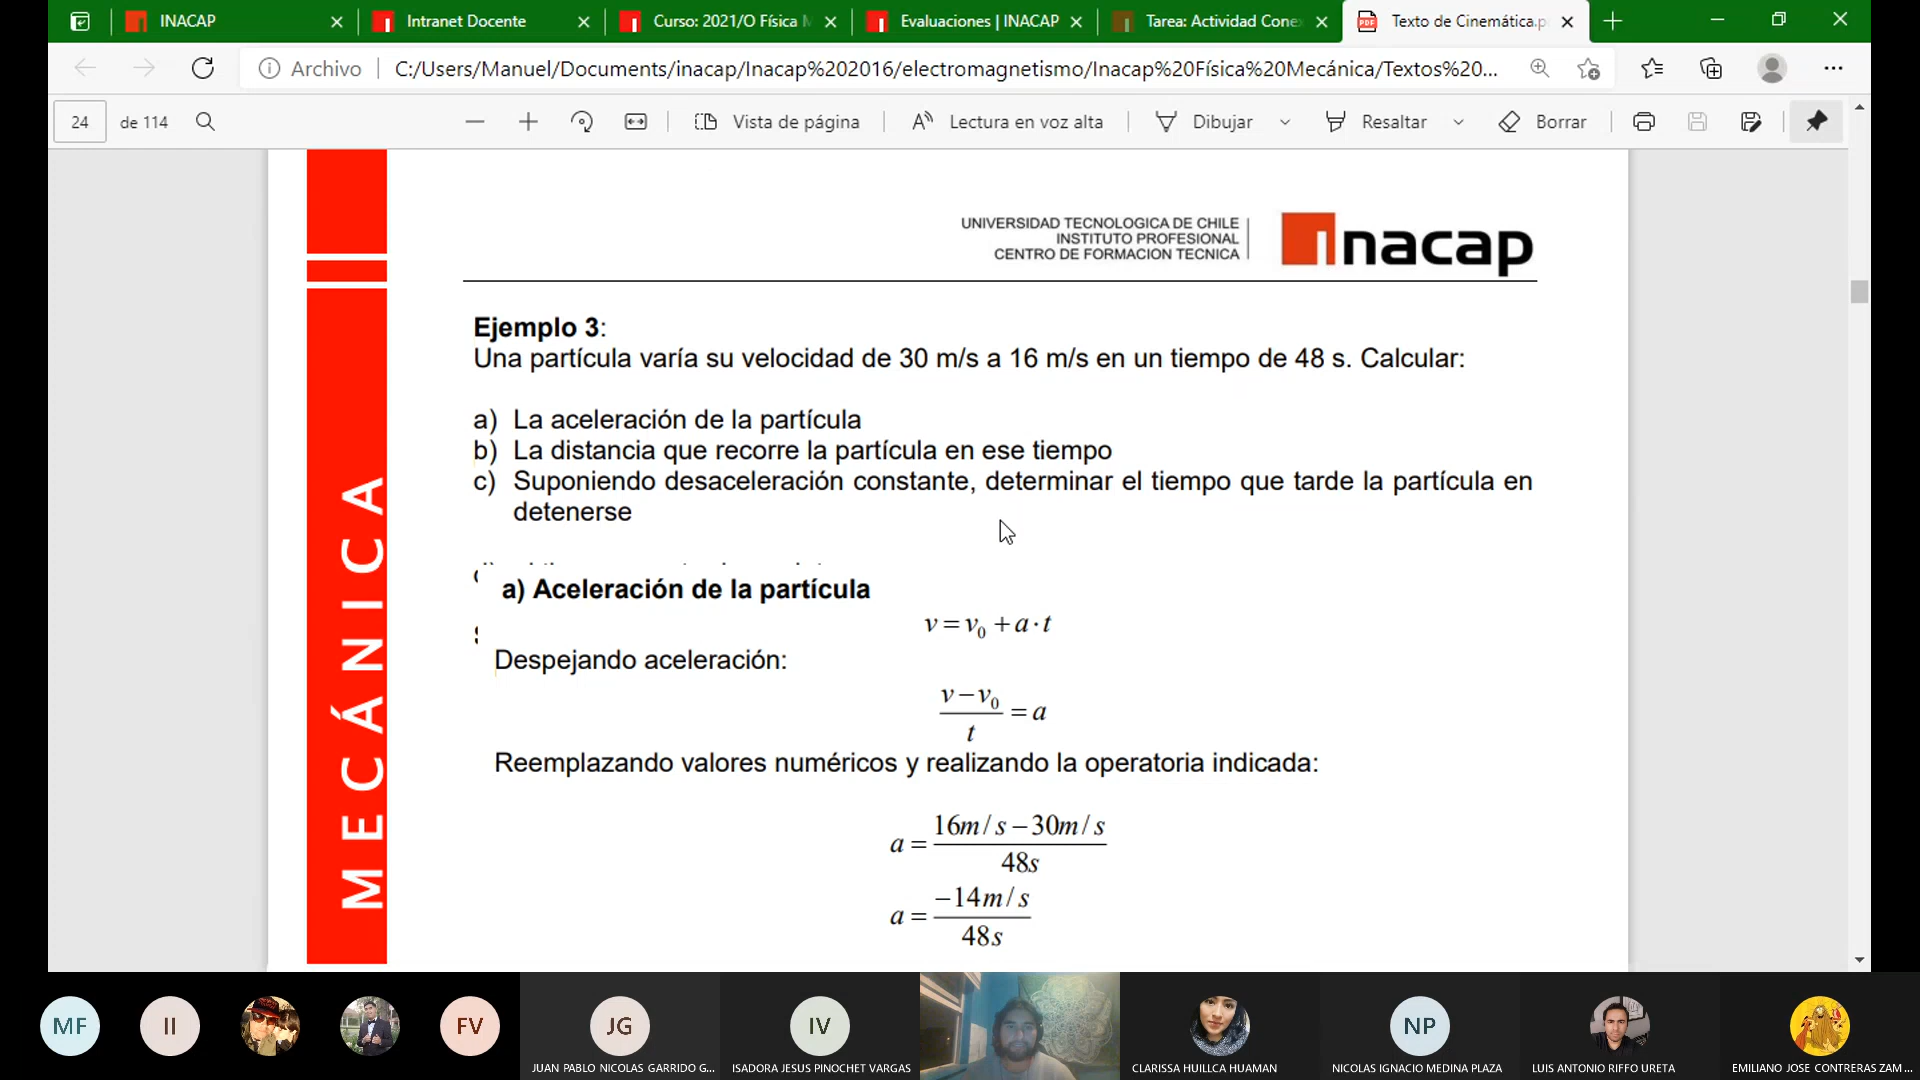 INACAP
Intranet Docente
Curso: 2021/O Física M
Evaluaciones | INACAP
Tarea: Actividad Cone
Texto de Cinemática.p
Archivo
C:/Users/Manuel/Documents/inacap/Inacap%202016/electromagnetismo/Inacap%20Física%20Mecánica/Textos%20...
24 de 114
Vista de página
Lectura en voz alta
Dibujar
Resaltar
Borrar
UNIVERSIDAD TECNOLOGICA DE CHILE
INSTITUTO PROFESIONAL
CENTRO DE FORMACION TECNICA
inacap
MECÁNICA
Ejemplo 3:
Una partícula varía su velocidad de 30 m/s a 16 m/s en un tiempo de 48 s. Calcular:
a) La aceleración de la partícula
b) La distancia que recorre la partícula en ese tiempo
c) Suponiendo desaceleración constante, determinar el tiempo que tarde la partícula en
detenerse
a) Aceleración de la partícula
v = v₀ + a · t
Despejando aceleración:
v − v₀
t
= a
Reemplazando valores numéricos y realizando la operatoria indicada:
a =
16m/s − 30m/s
48s
a =
−14m/s
48s
MF
II
FV
JG
IV
NP
JUAN PABLO NICOLAS GARRIDO G...
ISADORA JESUS PINOCHET VARGAS
CLARISSA HUILLCA HUAMAN
NICOLAS IGNACIO MEDINA PLAZA
LUIS ANTONIO RIFFO URETA
EMILIANO JOSE CONTRERAS ZAM...